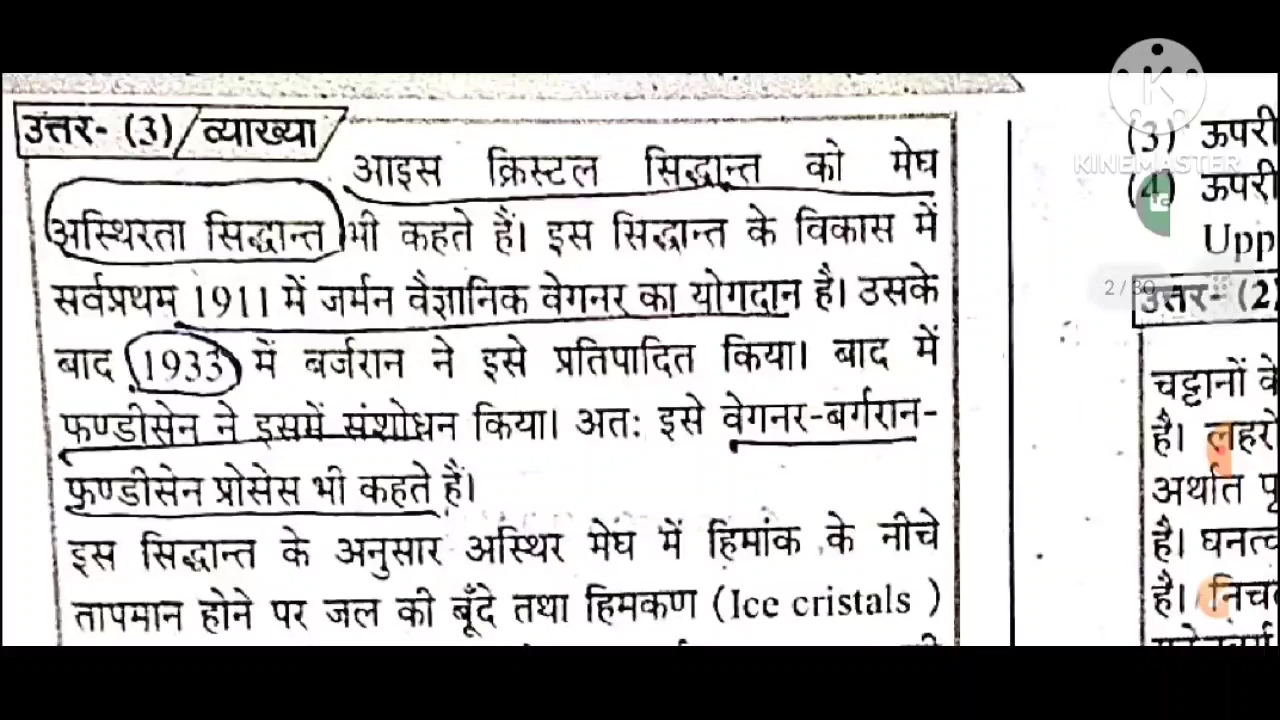 उत्तर- (3) व्याख्या
आइस क्रिस्टल सिद्धान्त को मेघ
अस्थिरता सिद्धान्त भी कहते हैं। इस सिद्धान्त के विकास में
सर्वप्रथम 1911 में जर्मन वैज्ञानिक वेगनर का योगदान है। उसके
बाद 1933 में बर्जरान ने इसे प्रतिपादित किया। बाद में
फण्डीसेन ने इसमें संशोधन किया। अतः इसे वेगनर-बर्गरान-
फण्डीसेन प्रोसेस भी कहते हैं।
इस सिद्धान्त के अनुसार अस्थिर मेघ में हिमांक के नीचे
तापमान होने पर जल की बूँदे तथा हिमकण (Ice cristals )
(3) ऊपरी
(4) ऊपरी
Upp
उत्तर- (2)
चट्टानों के
है। लहरो
अर्थात पृ
है। घनत्व
है।
KINEMASTER
2 / 30